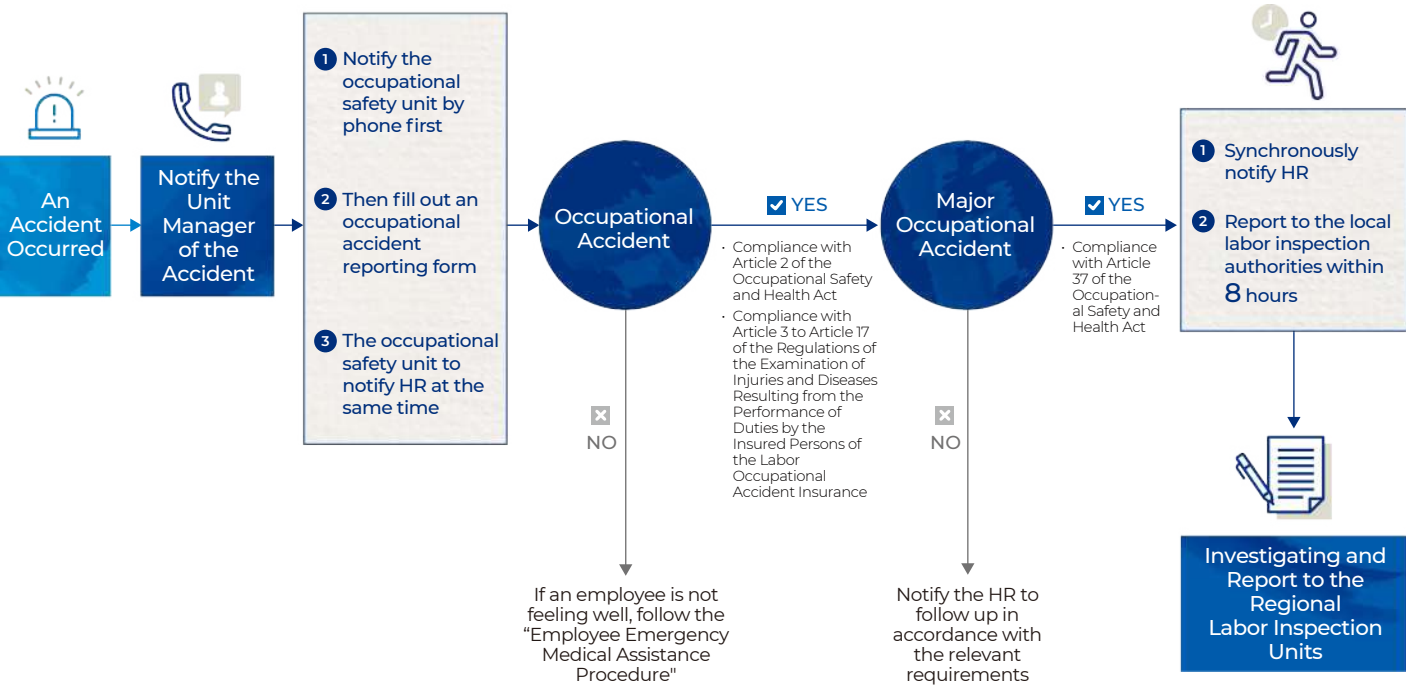 An
Accident
Occurred
Notify the
Unit
Manager
of the
Accident
1 Notify the
occupational
safety unit by
phone first
2 Then fill out an
occupational
accident
reporting form
3 The occupational
safety unit to
notify HR at the
same time
Occupational
Accident
YES
· Compliance with
Article 2 of the
Occupational Safety
and Health Act
· Compliance with
Article 3 to Article 17
of the Regulations of
the Examination of
Injuries and Diseases
Resulting from the
Performance of
Duties by the
Insured Persons of
the Labor
Occupational
Accident Insurance
NO
If an employee is not
feeling well, follow the
“Employee Emergency
Medical Assistance
Procedure"
Major
Occupational
Accident
YES
· Compliance
with Article
37 of the
Occupation-
al Safety and
Health Act
NO
Notify the HR to
follow up in
accordance with
the relevant
requirements
1 Synchronously
notify HR
2 Report to the local
labor inspection
authorities within
8 hours
Investigating and
Report to the
Regional
Labor Inspection
Units